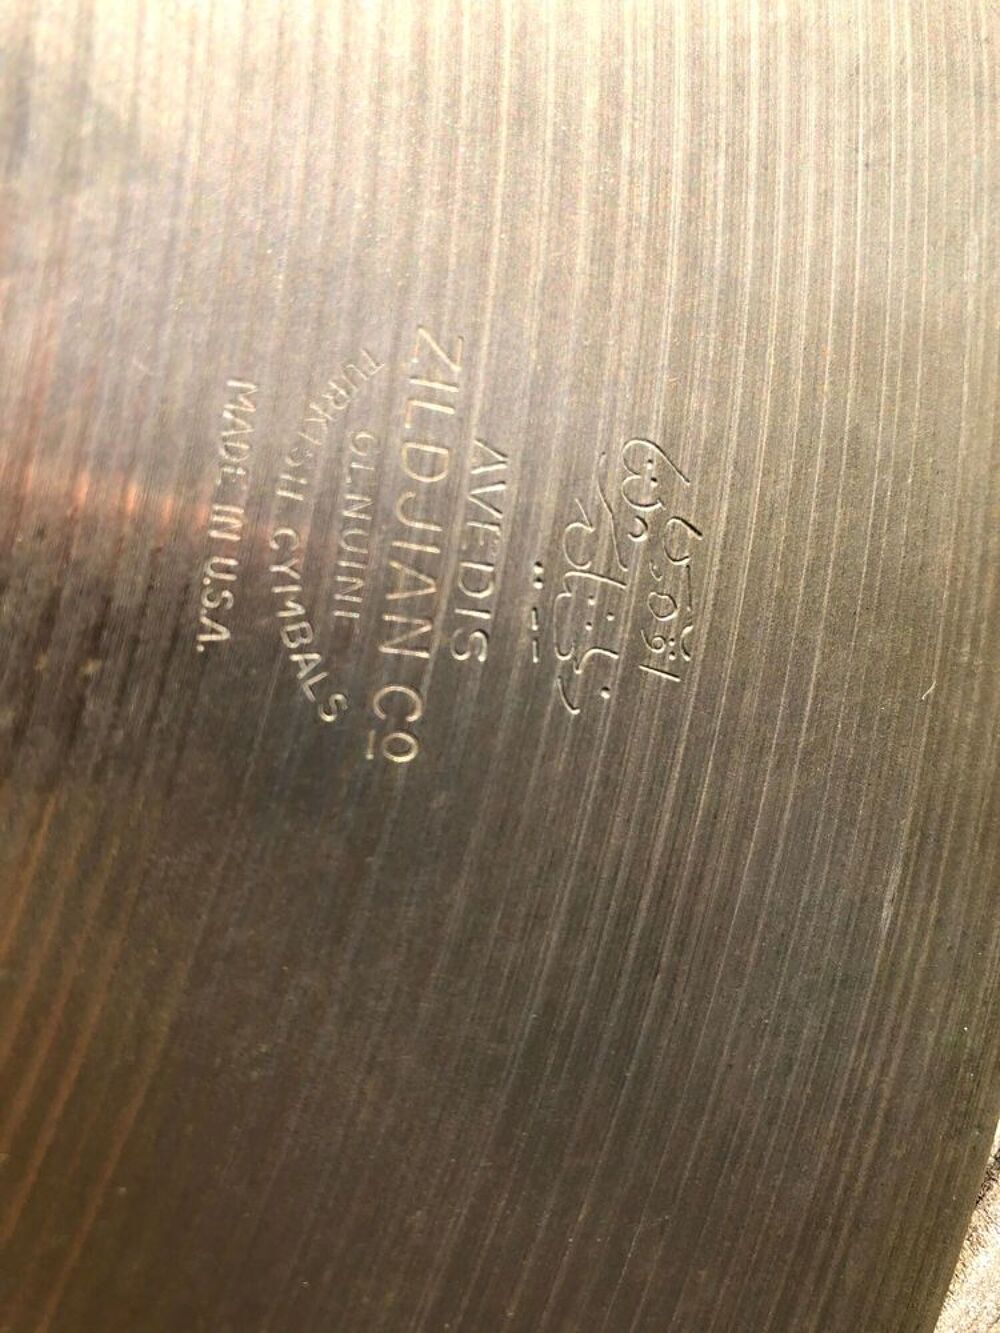 AVEDIS
ZILDJIAN CO
GENUINE
TURKISH CYMBALS
MADE IN U.S.A.